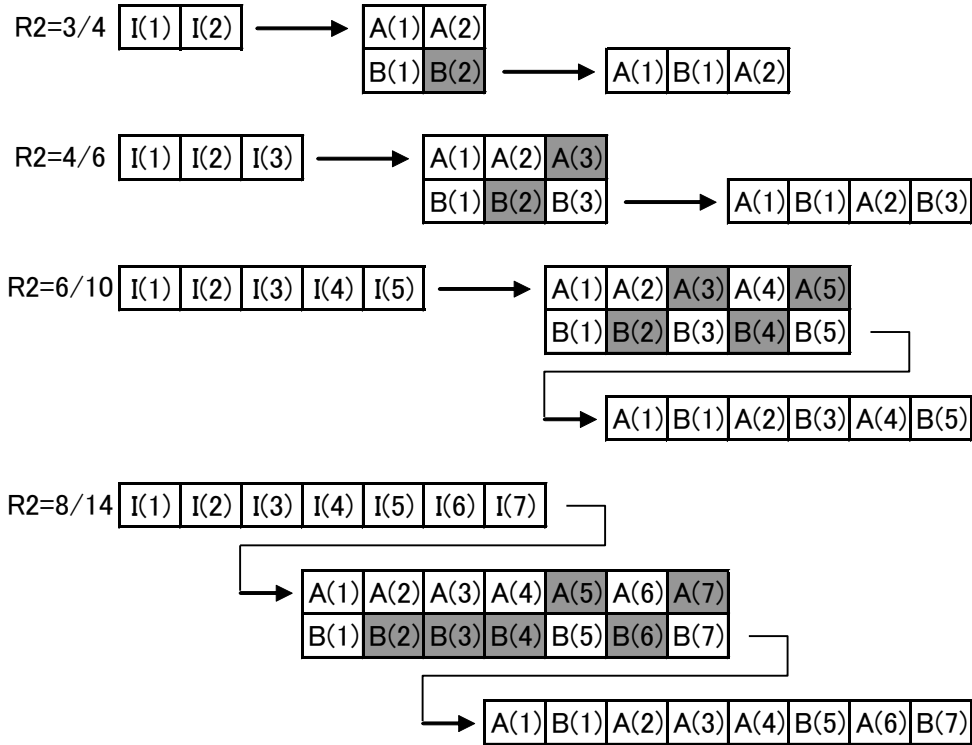 R2=3/4 I(1) I(2) A(1) A(2)
B(1) B(2) A(1) B(1) A(2)
R2=4/6 I(1) I(2) I(3) A(1) A(2) A(3)
B(1) B(2) B(3) A(1) B(1) A(2) B(3)
R2=6/10 I(1) I(2) I(3) I(4) I(5) A(1) A(2) A(3) A(4) A(5)
B(1) B(2) B(3) B(4) B(5)
A(1) B(1) A(2) B(3) A(4) B(5)
R2=8/14 I(1) I(2) I(3) I(4) I(5) I(6) I(7)
A(1) A(2) A(3) A(4) A(5) A(6) A(7)
B(1) B(2) B(3) B(4) B(5) B(6) B(7)
A(1) B(1) A(2) A(3) A(4) B(5) A(6) B(7)